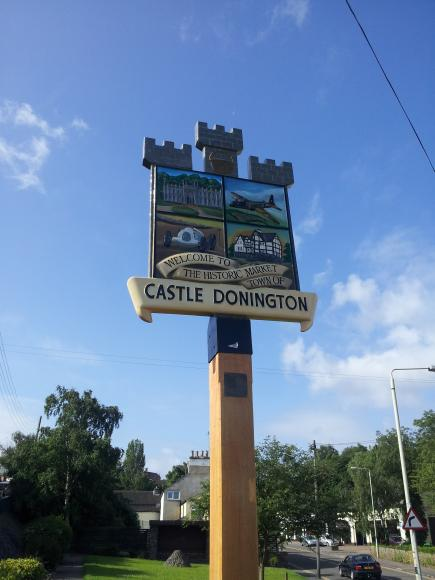 WELCOME TO
THE HISTORIC MARKET
TOWN OF
CASTLE DONINGTON